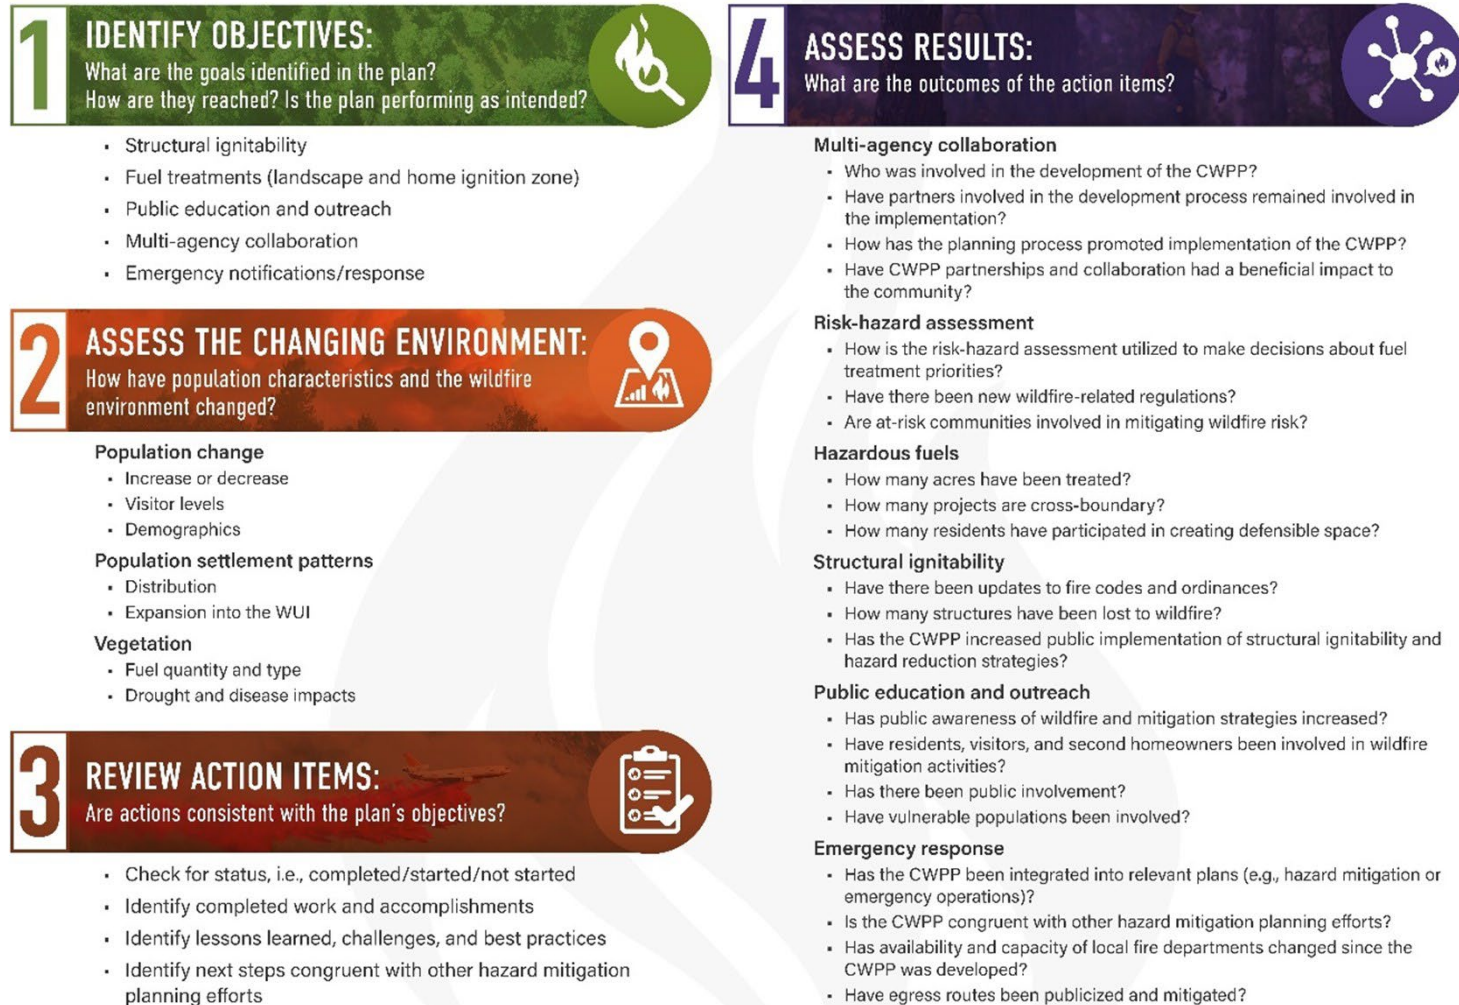 1
IDENTIFY OBJECTIVES:
What are the goals identified in the plan?
How are they reached? Is the plan performing as intended?
• Structural ignitability
• Fuel treatments (landscape and home ignition zone)
• Public education and outreach
• Multi-agency collaboration
• Emergency notifications/response
2
ASSESS THE CHANGING ENVIRONMENT:
How have population characteristics and the wildfire
environment changed?
Population change
• Increase or decrease
• Visitor levels
• Demographics
Population settlement patterns
• Distribution
• Expansion into the WUI
Vegetation
• Fuel quantity and type
• Drought and disease impacts
3
REVIEW ACTION ITEMS:
Are actions consistent with the plan's objectives?
• Check for status, i.e., completed/started/not started
• Identify completed work and accomplishments
• Identify lessons learned, challenges, and best practices
• Identify next steps congruent with other hazard mitigation
planning efforts
4
ASSESS RESULTS:
What are the outcomes of the action items?
Multi-agency collaboration
• Who was involved in the development of the CWPP?
• Have partners involved in the development process remained involved in
the implementation?
• How has the planning process promoted implementation of the CWPP?
• Have CWPP partnerships and collaboration had a beneficial impact to
the community?
Risk-hazard assessment
• How is the risk-hazard assessment utilized to make decisions about fuel
treatment priorities?
• Have there been new wildfire-related regulations?
• Are at-risk communities involved in mitigating wildfire risk?
Hazardous fuels
• How many acres have been treated?
• How many projects are cross-boundary?
• How many residents have participated in creating defensible space?
Structural ignitability
• Have there been updates to fire codes and ordinances?
• How many structures have been lost to wildfire?
• Has the CWPP increased public implementation of structural ignitability and
hazard reduction strategies?
Public education and outreach
• Has public awareness of wildfire and mitigation strategies increased?
• Have residents, visitors, and second homeowners been involved in wildfire
mitigation activities?
• Has there been public involvement?
• Have vulnerable populations been involved?
Emergency response
• Has the CWPP been integrated into relevant plans (e.g., hazard mitigation or
emergency operations)?
• Is the CWPP congruent with other hazard mitigation planning efforts?
• Has availability and capacity of local fire departments changed since the
CWPP was developed?
• Have egress routes been publicized and mitigated?